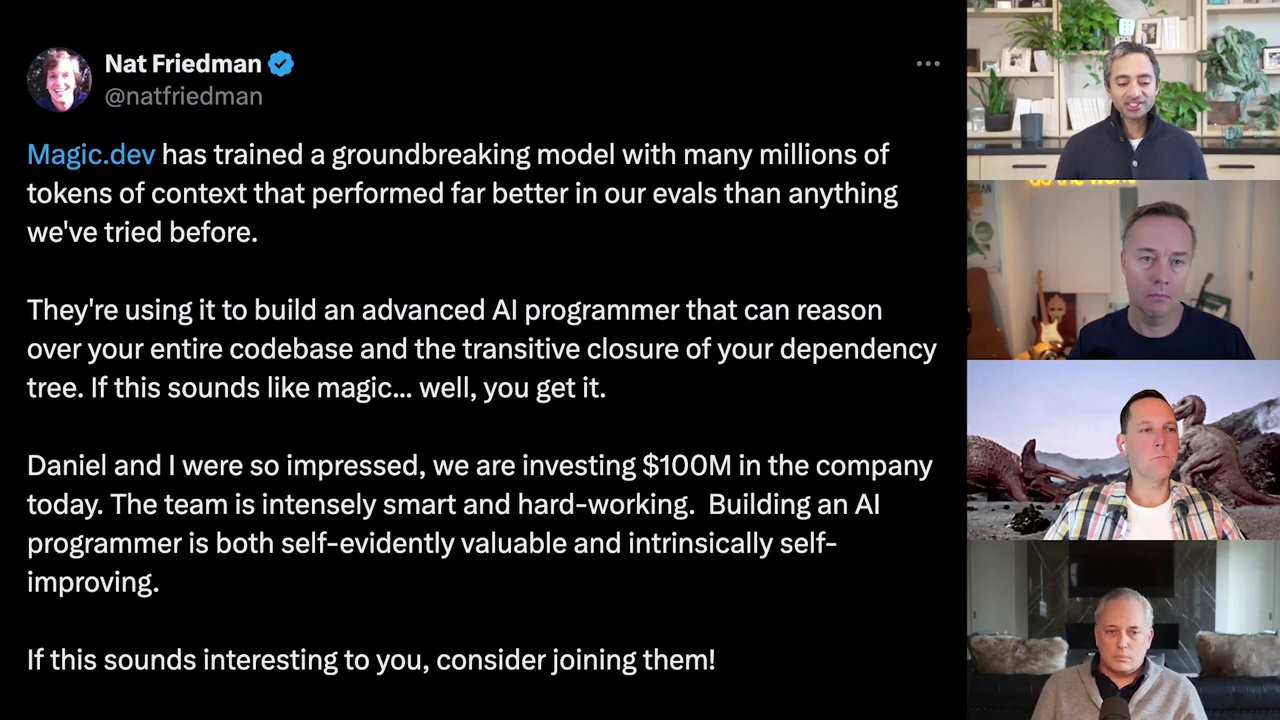 Nat Friedman
@natfriedman
Magic.dev has trained a groundbreaking model with many millions of
tokens of context that performed far better in our evals than anything
we've tried before.
They're using it to build an advanced AI programmer that can reason
over your entire codebase and the transitive closure of your dependency
tree. If this sounds like magic... well, you get it.
Daniel and I were so impressed, we are investing $100M in the company
today. The team is intensely smart and hard-working.  Building an AI
programmer is both self-evidently valuable and intrinsically self-
improving.
If this sounds interesting to you, consider joining them!
do the work